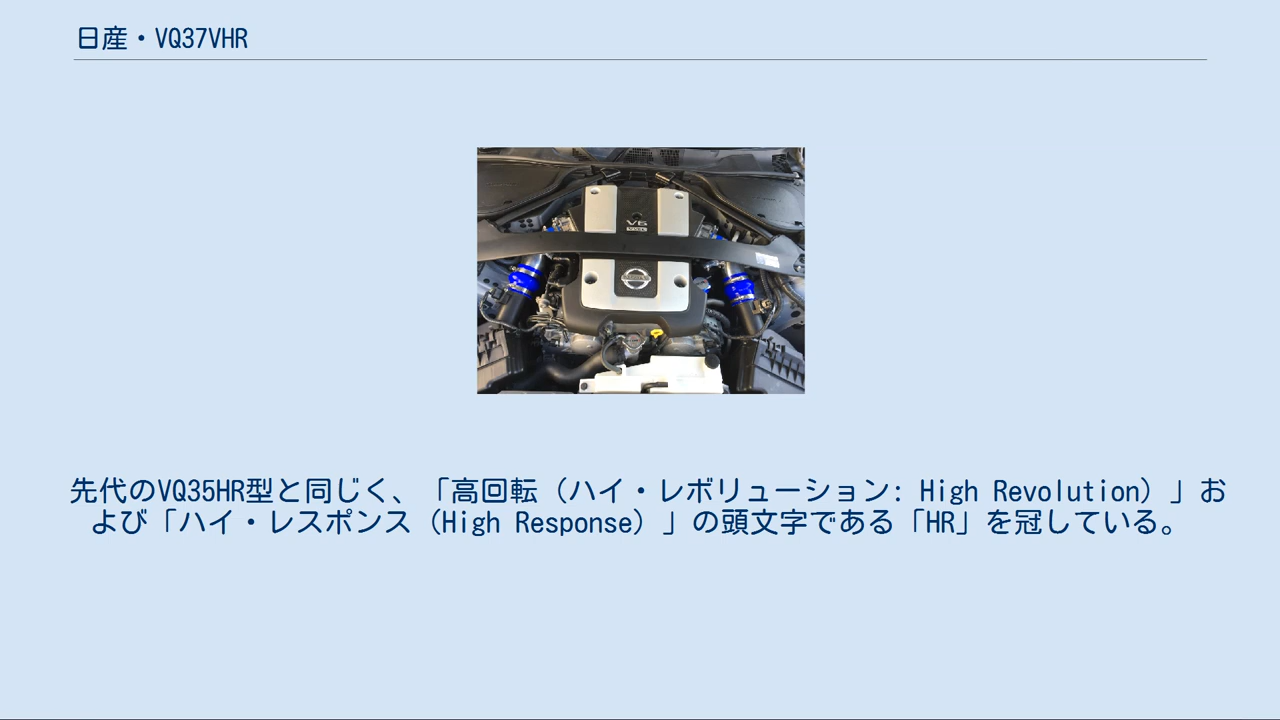 日産・VQ37VHR
V6
先代のVQ35HR型と同じく、「高回転（ハイ・レボリューション: High Revolution）」お
よび「ハイ・レスポンス（High Response）」の頭文字である「HR」を冠している。